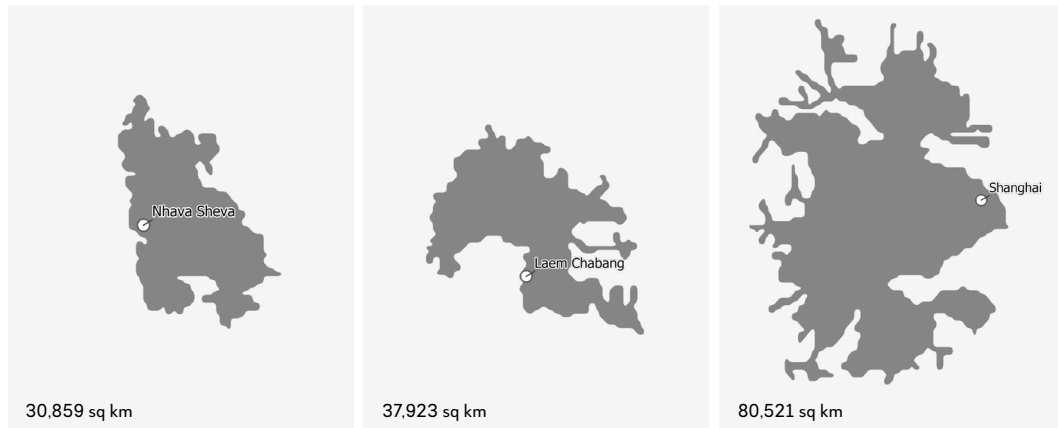 Nhava Sheva
30,859 sq km
Laem Chabang
37,923 sq km
Shanghai
80,521 sq km